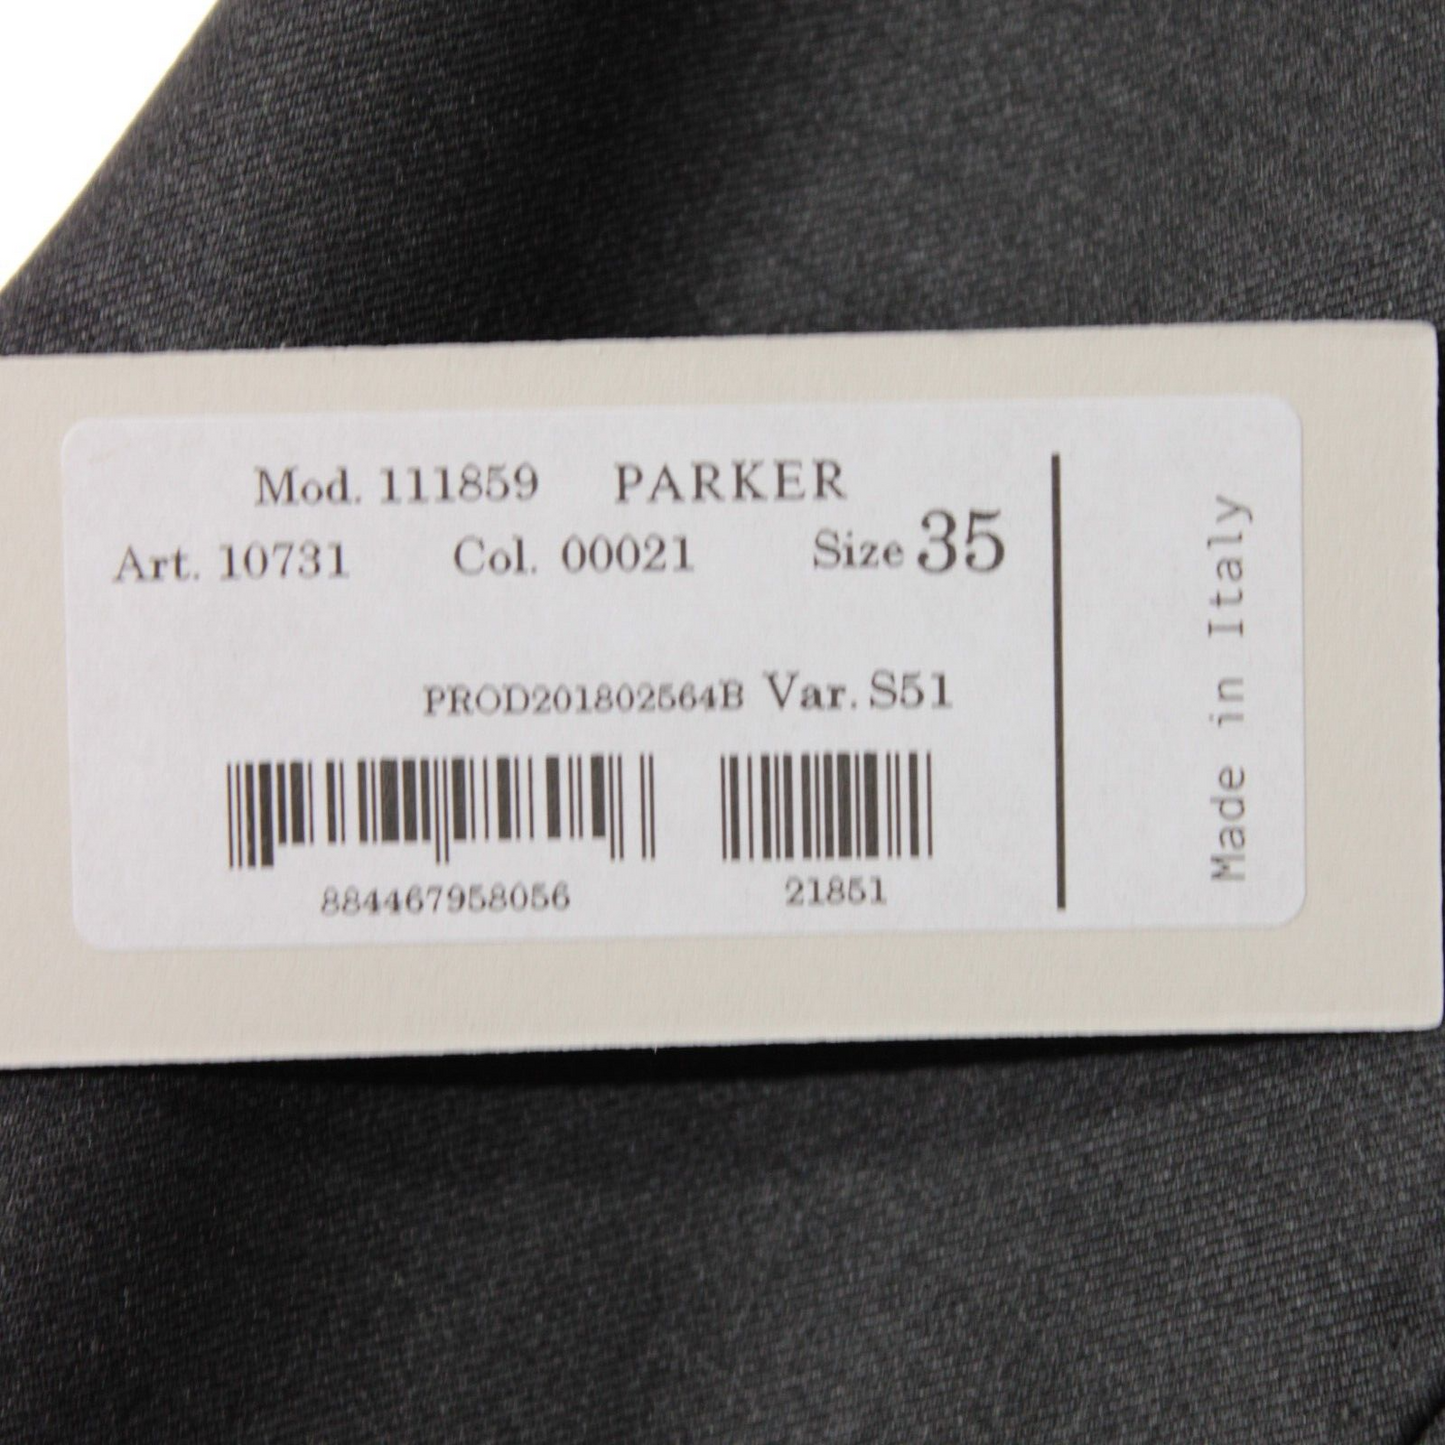 Mod. 111859 PARKER
Art. 10731 Col. 00021 Size 35
PROD201802564B Var. S51
884467958056 21851
Made in Italy